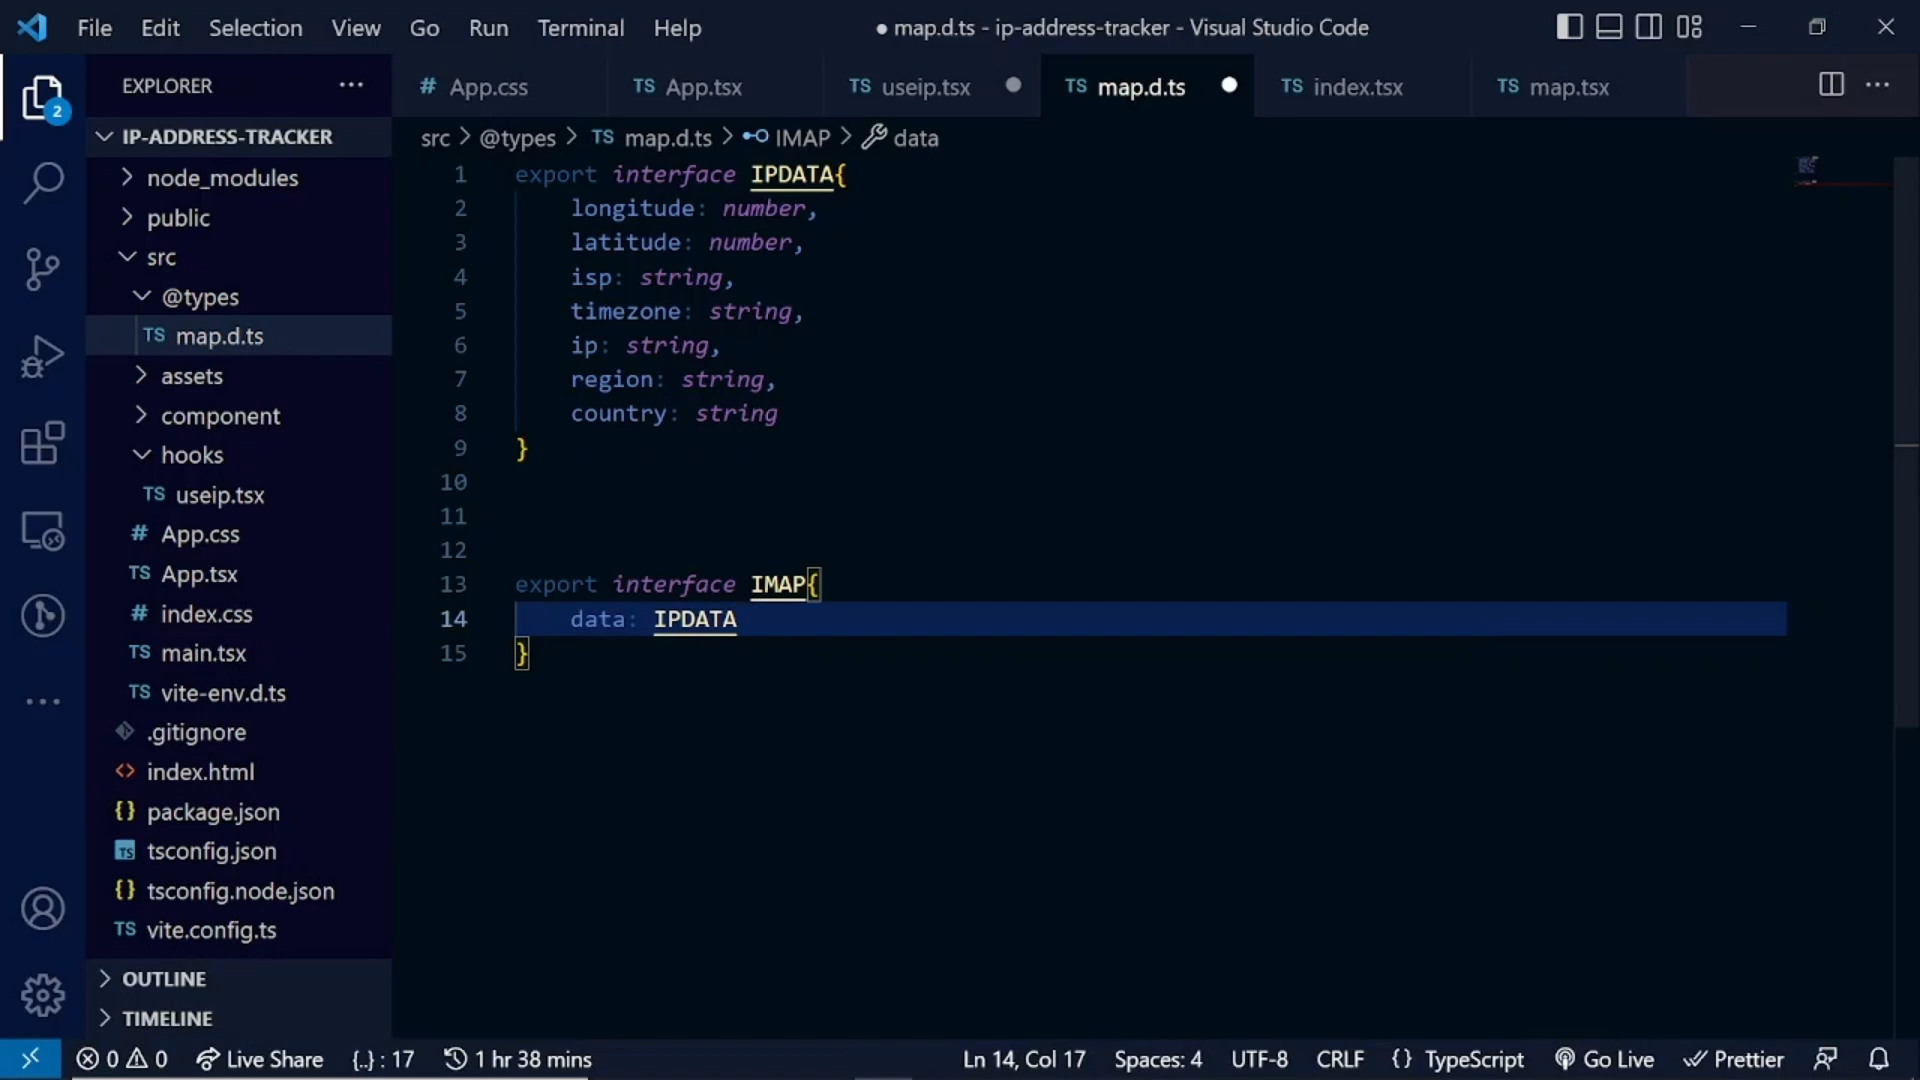 File Edit Selection View Go Run Terminal Help ● map.d.ts - ip-address-tracker - Visual Studio Code
EXPLORER ...
# App.css TS App.tsx TS useip.tsx TS map.d.ts TS index.tsx TS map.tsx ...
2
IP-ADDRESS-TRACKER
node_modules
public
src
@types
TS map.d.ts
assets
component
hooks
TS useip.tsx
# App.css
TS App.tsx
# index.css
TS main.tsx
TS vite-env.d.ts
.gitignore
<> index.html
{} package.json
TS tsconfig.json
{} tsconfig.node.json
TS vite.config.ts
OUTLINE
TIMELINE
src > @types > TS map.d.ts > IMAP > data
1 export interface IPDATA{
2 longitude: number,
3 latitude: number,
4 isp: string,
5 timezone: string,
6 ip: string,
7 region: string,
8 country: string
9 }
10
11
12
13 export interface IMAP{
14 data: IPDATA
15 }
0 0 Live Share {..} : 17 1 hr 38 mins Ln 14, Col 17 Spaces: 4 UTF-8 CRLF {} TypeScript Go Live Prettier